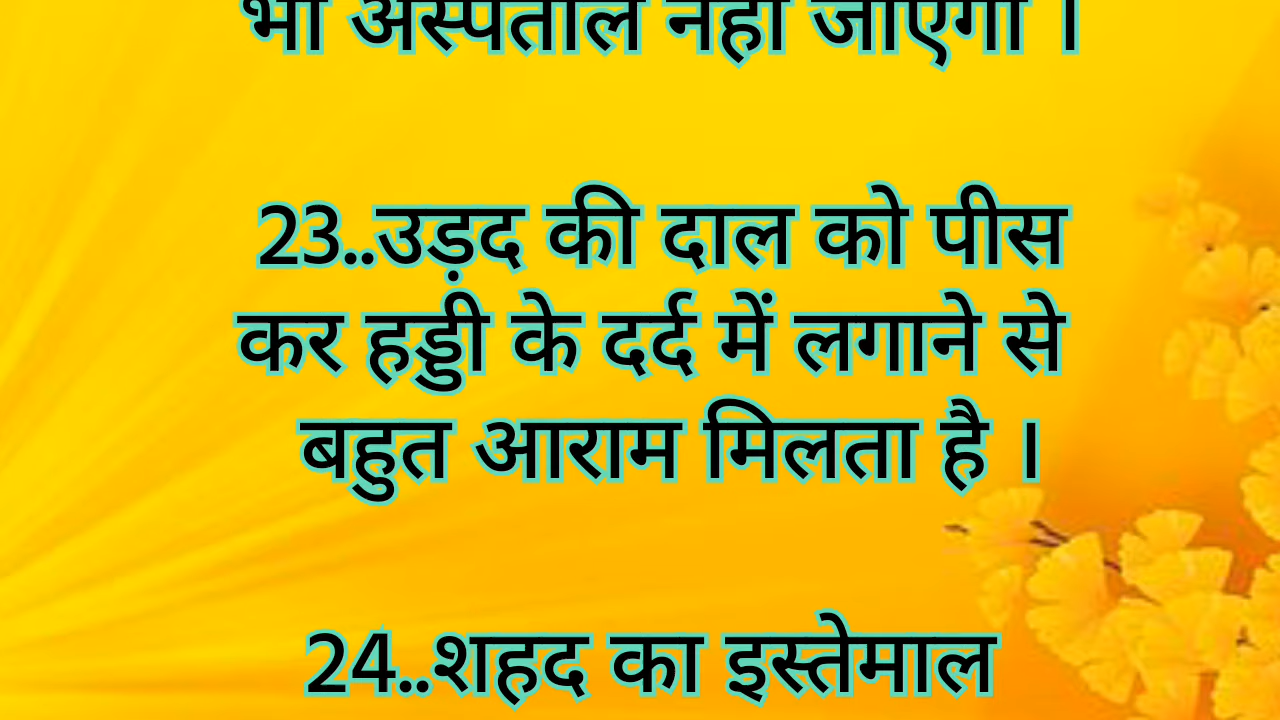 भी अस्पताल नहीं जाएगा ।
23..उड़द की दाल को पीस
कर हड्डी के दर्द में लगाने से
बहुत आराम मिलता है ।
24..शहद का इस्तेमाल